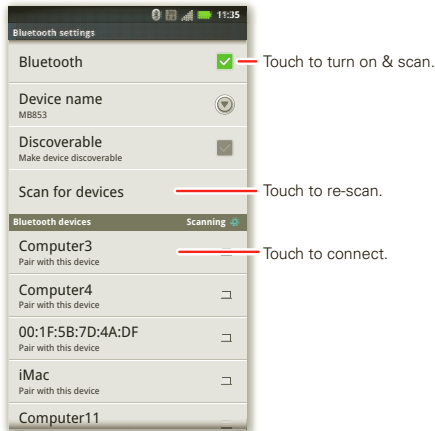 11:35
Bluetooth settings
Bluetooth
Touch to turn on & scan.
Device name
MB853
Discoverable
Make device discoverable
Scan for devices
Touch to re-scan.
Bluetooth devices Scanning
Computer3
Pair with this device
Touch to connect.
Computer4
Pair with this device
00:1F:5B:7D:4A:DF
Pair with this device
iMac
Pair with this device
Computer11